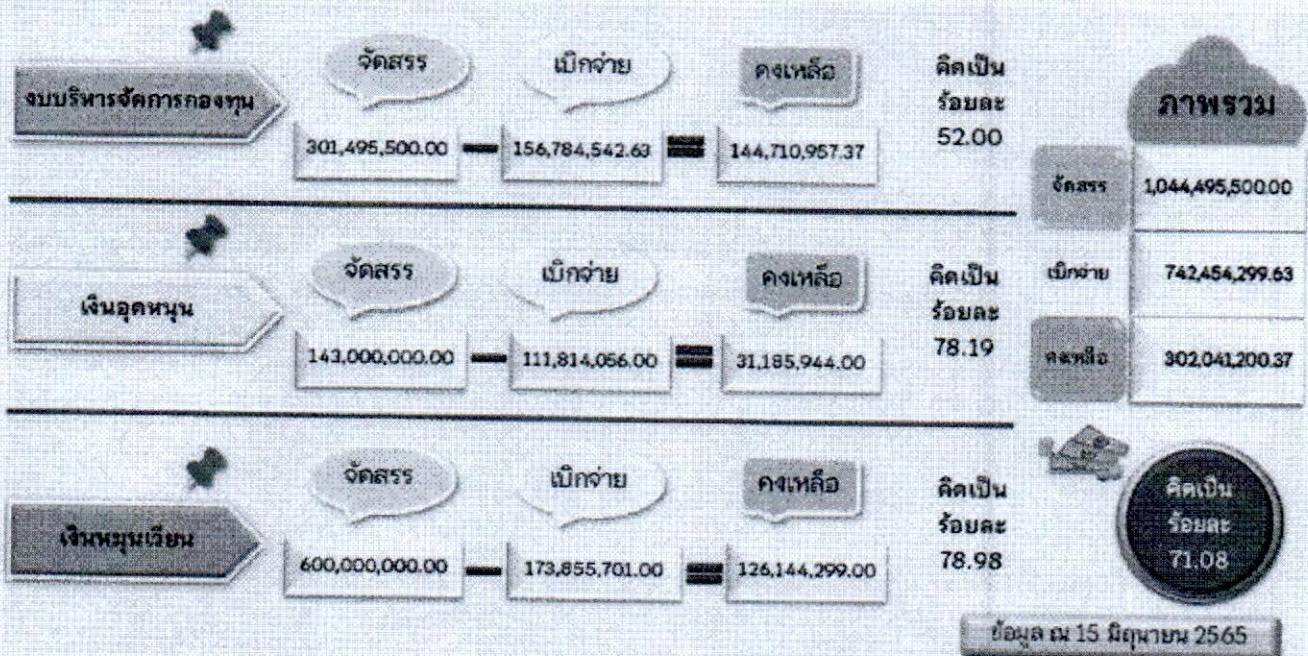 งบบริหารจัดการกองทุน
จัดสรร
เบิกจ่าย
คงเหลือ
คิดเป็น
ร้อยละ
52.00
301,495,500.00
156,784,542.63
144,710,957.37
เงินอุดหนุน
จัดสรร
เบิกจ่าย
คงเหลือ
คิดเป็น
ร้อยละ
78.19
143,000,000.00
111,814,056.00
31,185,944.00
เงินหมุนเวียน
จัดสรร
เบิกจ่าย
คงเหลือ
คิดเป็น
ร้อยละ
78.98
600,000,000.00
173,855,701.00
126,144,299.00
ภาพรวม
จัดสรร 1,044,495,500.00
เบิกจ่าย 742,454,299.63
คงเหลือ 302,041,200.37
คิดเป็น
ร้อยละ
71.08
ข้อมูล ณ 15 มิถุนายน 2565